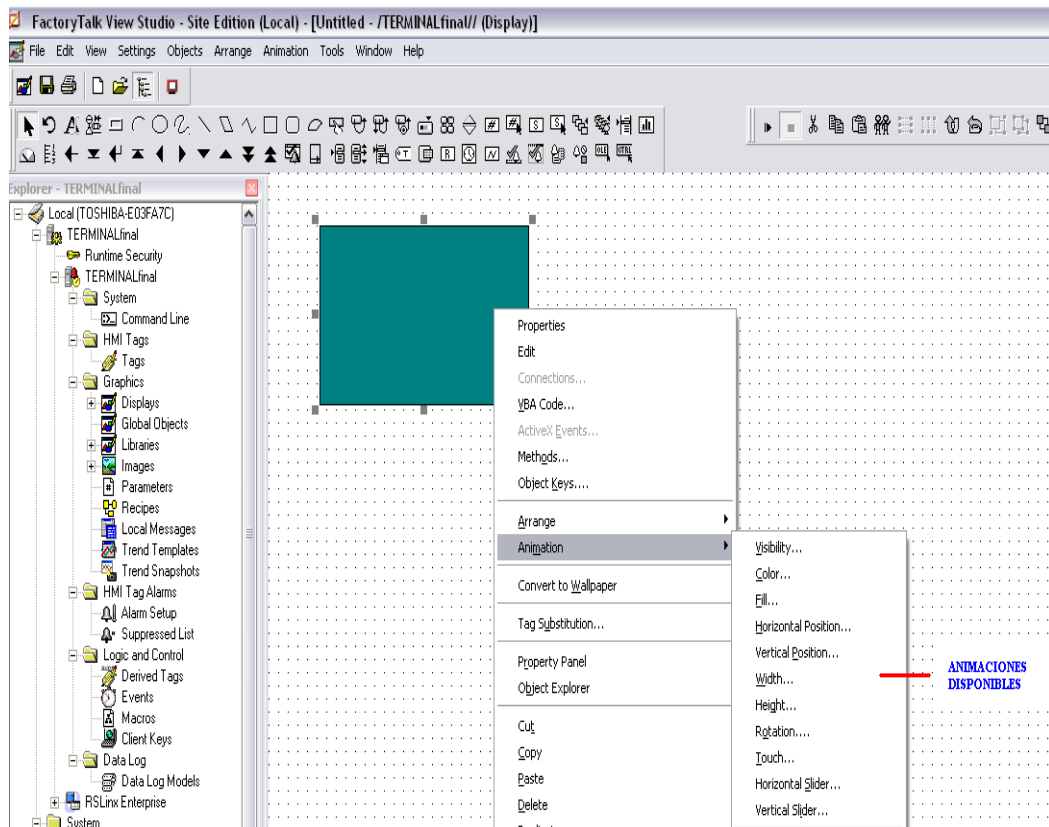 FactoryTalk View Studio - Site Edition (Local) - [Untitled - /TERMINALfinal// (Display)]
File Edit View Settings Objects Arrange Animation Tools Window Help
Explorer - TERMINALfinal
Local (TOSHIBA-E03FA7C)
TERMINALfinal
Runtime Security
TERMINALfinal
System
Command Line
HMI Tags
Tags
Graphics
Displays
Global Objects
Libraries
Images
Parameters
Recipes
Local Messages
Trend Templates
Trend Snapshots
HMI Tag Alarms
Alarm Setup
Suppressed List
Logic and Control
Derived Tags
Events
Macros
Client Keys
Data Log
Data Log Models
RSLinx Enterprise
System
Properties
Edit
Connections...
VBA Code...
ActiveX Events...
Methods...
Object Keys....
Arrange
Animation
Convert to Wallpaper
Tag Substitution...
Property Panel
Object Explorer
Cut
Copy
Paste
Delete
Visibility...
Color...
Fill...
Horizontal Position...
Vertical Position...
Width...
Height...
Rotation....
Touch...
Horizontal Slider...
Vertical Slider...
ANIMACIONES
DISPONIBLES